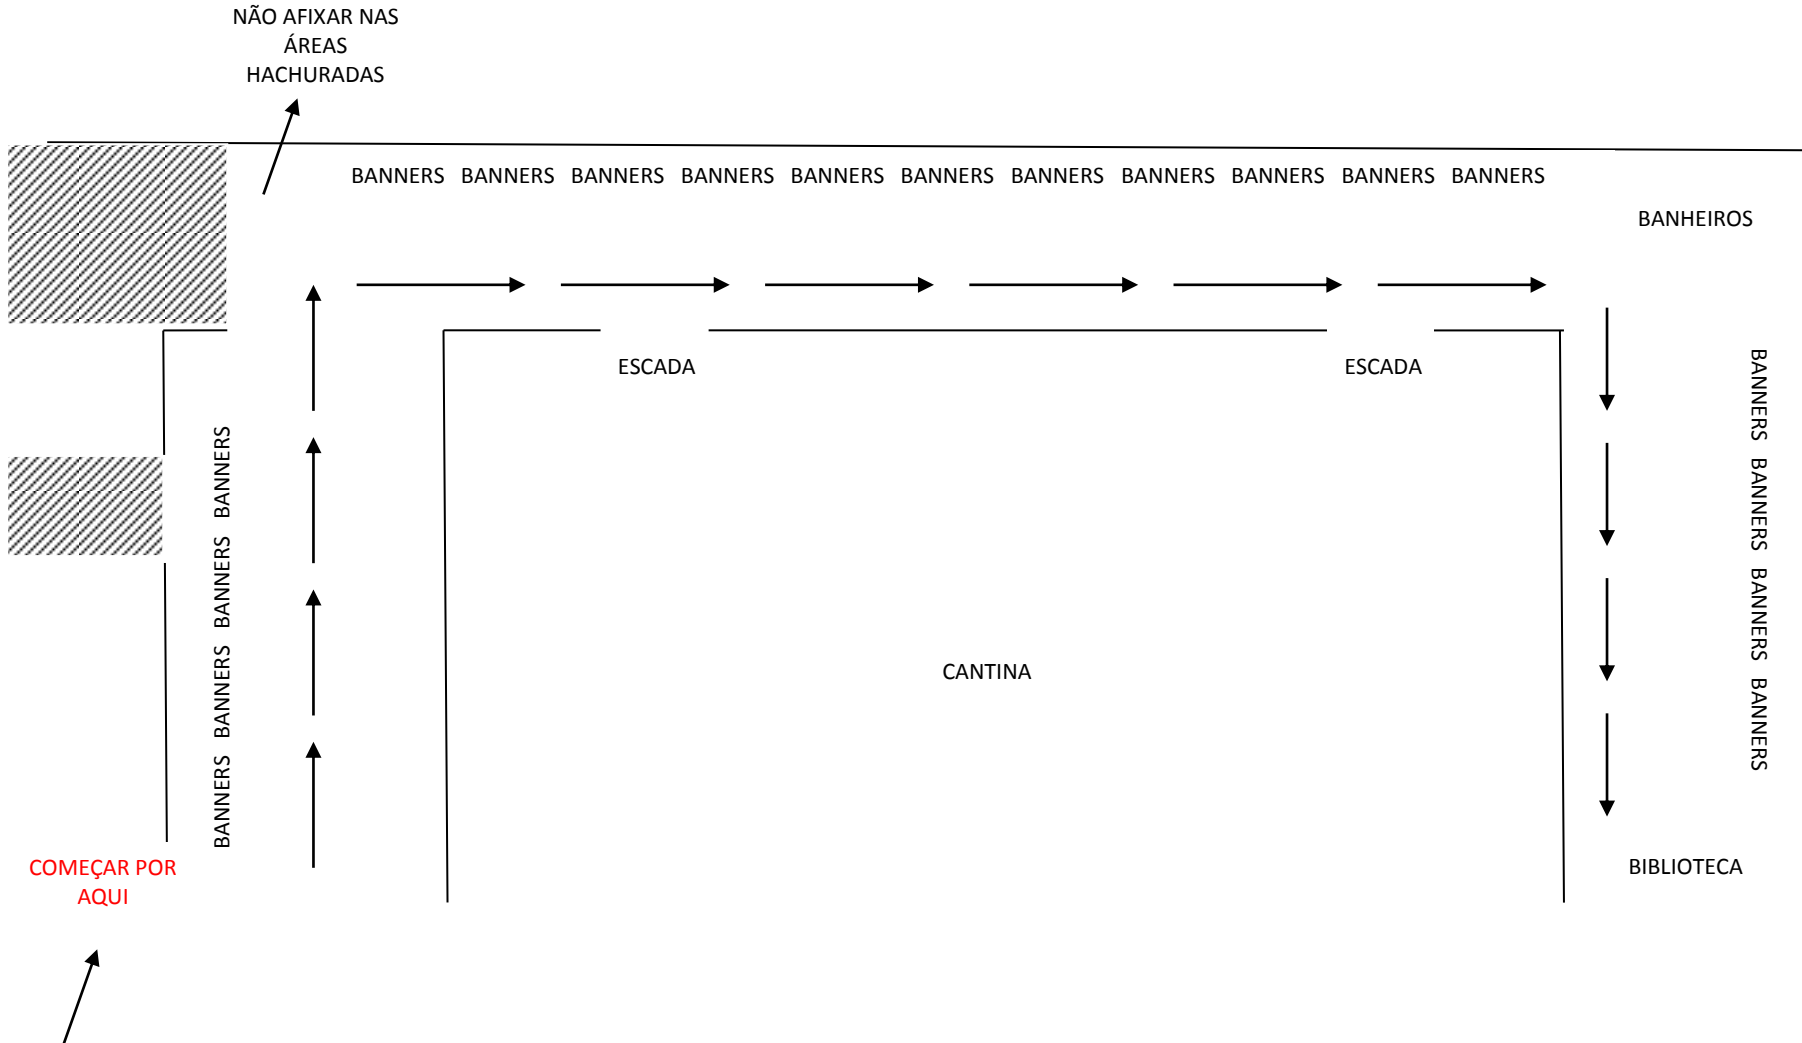 NÃO AFIXAR NAS
ÁREAS
HACHURADAS
BANNERS BANNERS BANNERS BANNERS BANNERS BANNERS BANNERS BANNERS BANNERS BANNERS BANNERS
BANHEIROS
ESCADA
ESCADA
BANNERS BANNERS BANNERS BANNERS
BANNERS BANNERS BANNERS BANNERS
CANTINA
COMEÇAR POR
AQUI
BIBLIOTECA